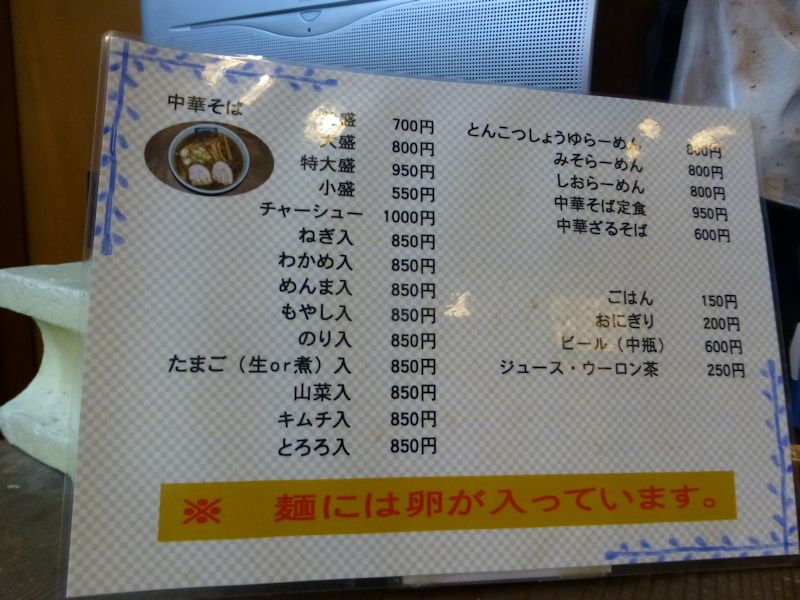 中華そば
盛 700円
大盛 800円
特大盛 950円
小盛 550円
チャーシュー 1000円
ねぎ入 850円
わかめ入 850円
めんま入 850円
もやし入 850円
のり入 850円
たまご（生or煮）入 850円
山菜入 850円
キムチ入 850円
とろろ入 850円
とんこつしょうゆらーめん 800円
みそらーめん 800円
しおらーめん 800円
中華そば定食 950円
中華ざるそば 600円
ごはん 150円
おにぎり 200円
ビール（中瓶） 600円
ジュース・ウーロン茶 250円
※ 麺には卵が入っています。